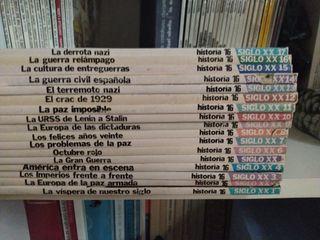 La derrota nazi historia 16 SIGLO XX 17
La guerra relámpago historia 16 SIGLO XX 16
La cultura de entreguerras historia 16 SIGLO XX 15
La guerra civil española historia 16 SIGLO XX 14
El terremoto nazi historia 16 SIGLO XX 13
El crac de 1929 historia 16 SIGLO XX 12
La paz imposible historia 16 SIGLO XX 11
La URSS de Lenin a Stalin historia 16 SIGLO XX 10
La Europa de las dictaduras historia 16 SIGLO XX
Los felices años veinte historia 16 SIGLO XX 8
Los problemas de la paz historia 16 SIGLO XX 7
Octubre rojo historia 16 SIGLO XX 6
La Gran Guerra historia 16 SIGLO XX
América entra en escena historia 16 SIGLO XX 4
Los Imperios frente a frente historia 16 SIGLO XX 3
La Europa de la paz armada historia 16 SIGLO XX
La víspera de nuestro siglo historia 16 SIGLO XX 1